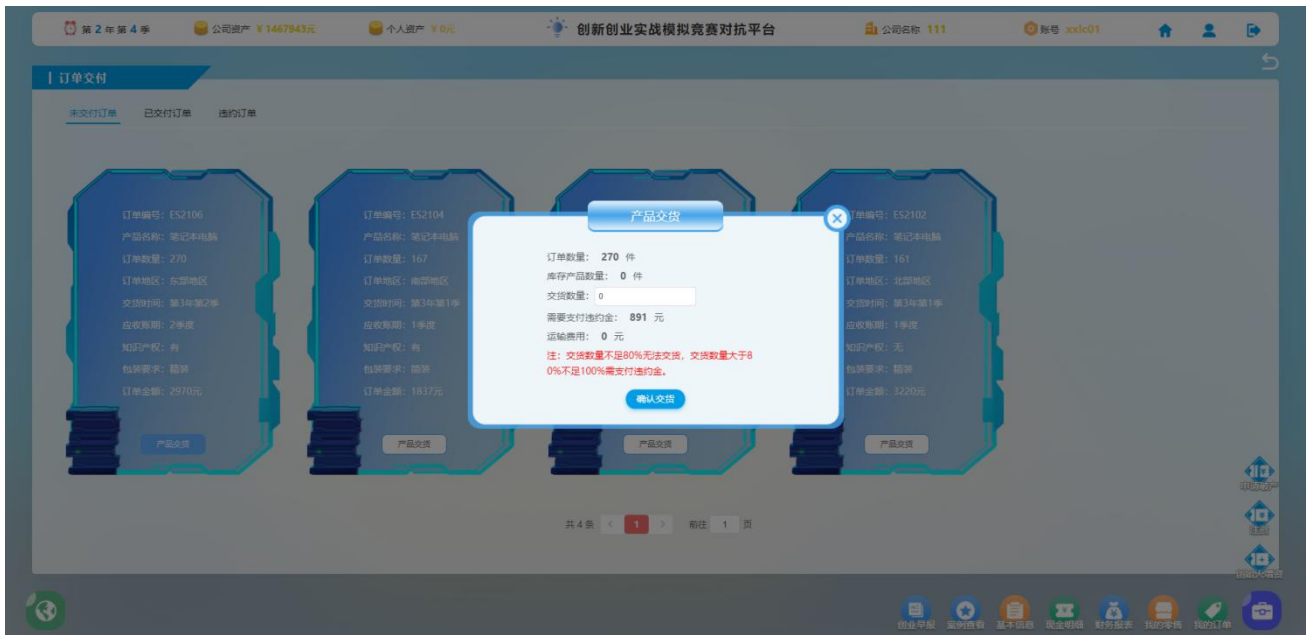 第 2 年第 4 季
公司资产 ¥ 1467943元
个人资产 ¥ 0元
创新创业实战模拟竞赛对抗平台
公司名称 111
账号 xxlc01
订单交付
未交付订单 已交付订单 违约订单
订单编号：ES2106
产品名称：笔记本电脑
订单数量：270
订单地区：东部地区
交货时间：第3年第2季
应收账期：2季度
知识产权：有
包装要求：精装
订单金额：2970元
产品交货
订单编号：ES2104
产品名称：笔记本电脑
订单数量：167
订单地区：南部地区
交货时间：第3年第1季
应收账期：1季度
知识产权：有
包装要求：简装
订单金额：1837元
产品交货
产品交货
订单数量： 270 件
库存产品数量： 0 件
交货数量： 0
需要支付违约金： 891 元
运输费用： 0 元
注：交货数量不足80%无法交货，交货数量大于8
0%不足100%需支付违约金。
确认交货
产品交货
订单编号：ES2102
产品名称：笔记本电脑
订单数量：161
订单地区：北部地区
交货时间：第3年第1季
应收账期：1季度
知识产权：无
包装要求：精装
订单金额：3220元
产品交货
共 4 条 < 1 > 前往 1 页
申请破产
注资
创业早报 案例查看 基本信息 现金明细 财务报表 我的零售 我的订单